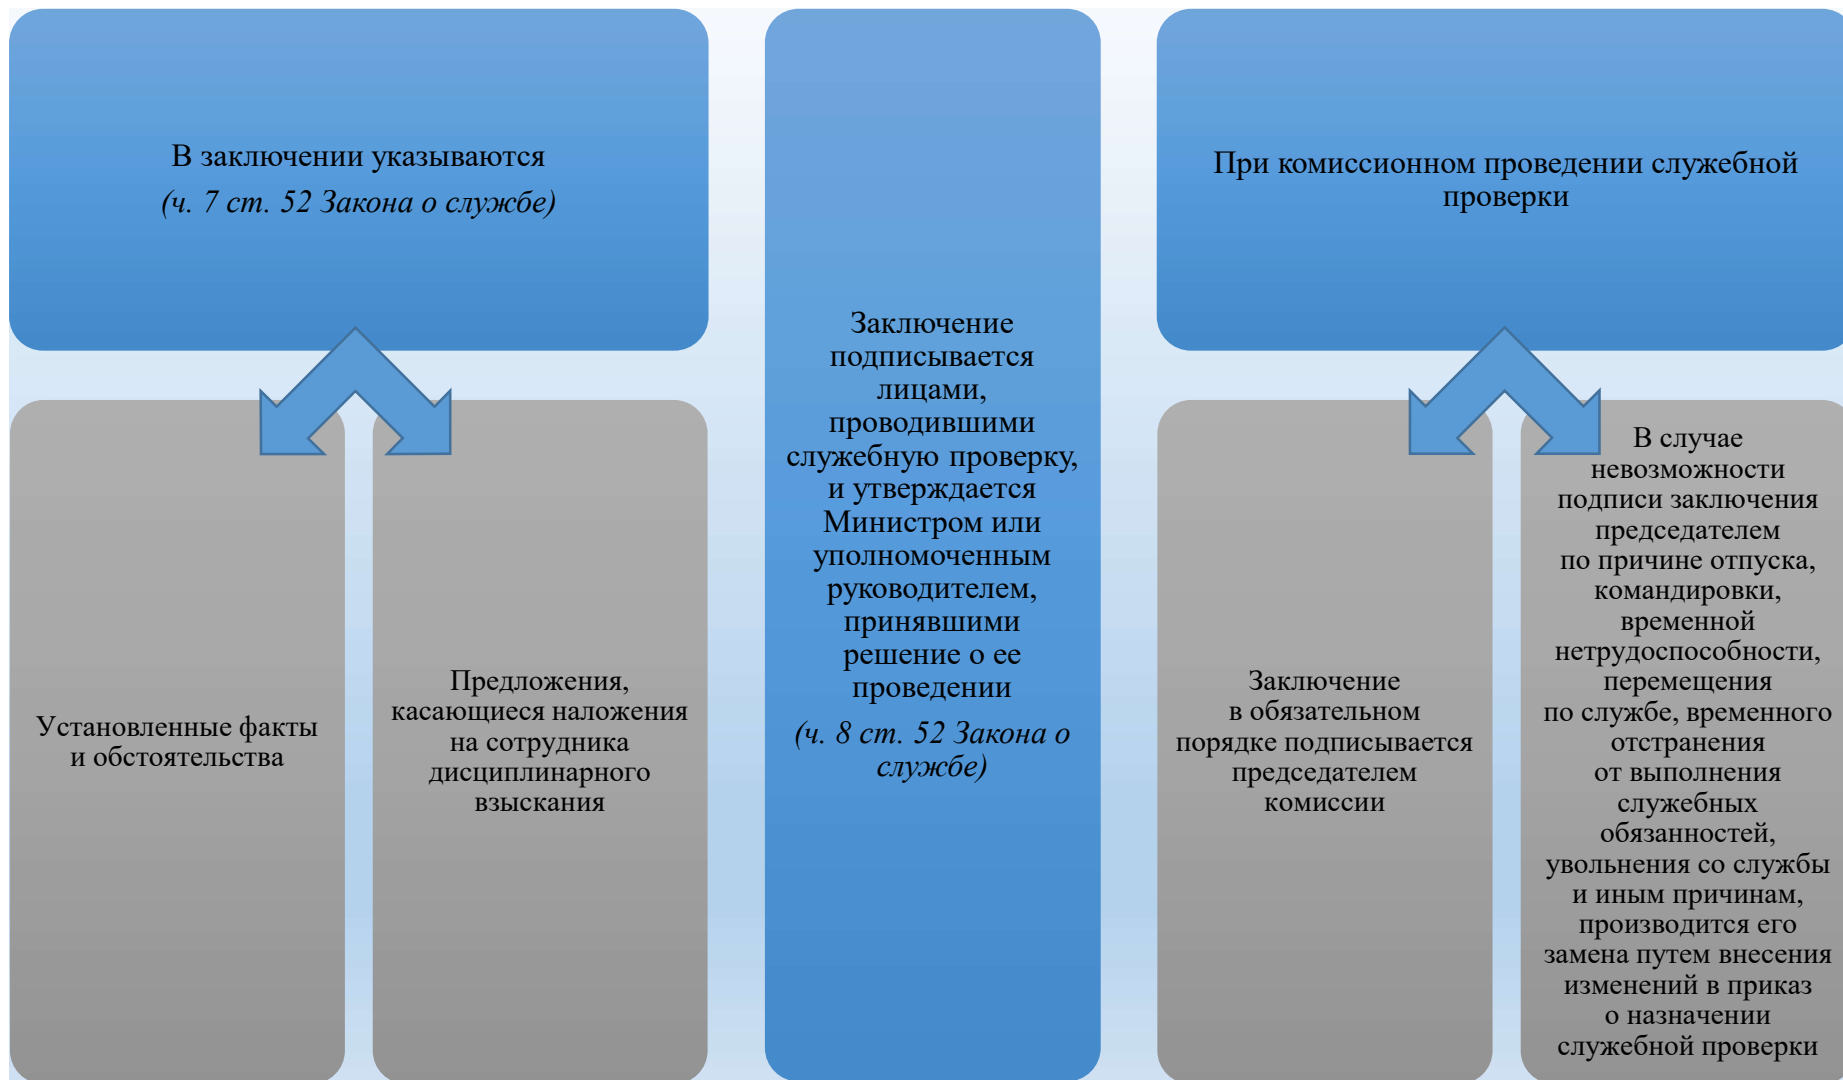 В заключении указываются
(ч. 7 ст. 52 Закона о службе)
Установленные факты
и обстоятельства
Предложения,
касающиеся наложения
на сотрудника
дисциплинарного
взыскания
Заключение
подписывается
лицами,
проводившими
служебную проверку,
и утверждается
Министром или
уполномоченным
руководителем,
принявшими
решение о ее
проведении
(ч. 8 ст. 52 Закона о
службе)
При комиссионном проведении служебной
проверки
Заключение
в обязательном
порядке подписывается
председателем
комиссии
В случае
невозможности
подписи заключения
председателем
по причине отпуска,
командировки,
временной
нетрудоспособности,
перемещения
по службе, временного
отстранения
от выполнения
служебных
обязанностей,
увольнения со службы
и иным причинам,
производится его
замена путем внесения
изменений в приказ
о назначении
служебной проверки